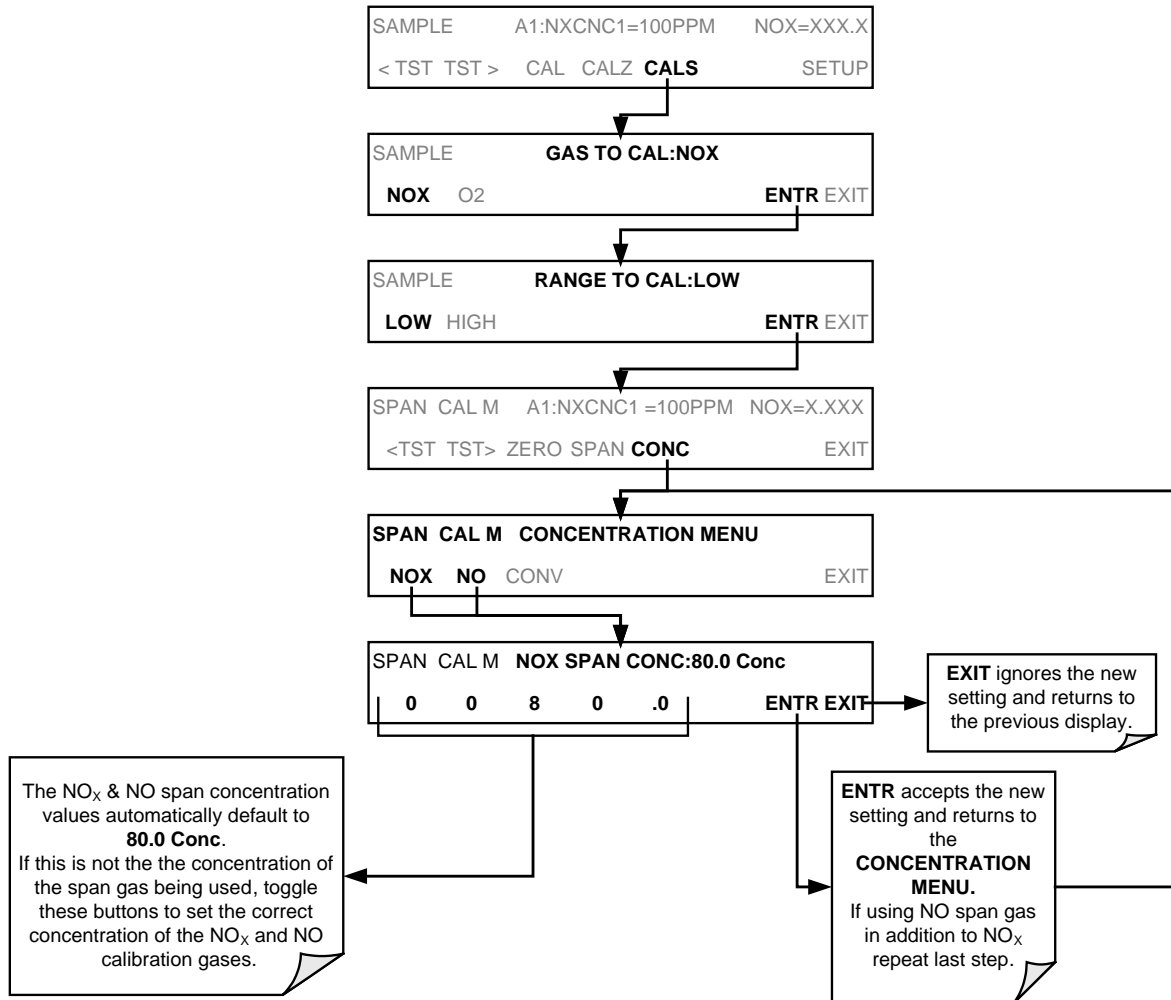 SAMPLE A1:NXCNC1=100PPM NOX=XXX.X
< TST TST > CAL CALZ CALS SETUP
SAMPLE GAS TO CAL:NOX
NOX O2 ENTR EXIT
SAMPLE RANGE TO CAL:LOW
LOW HIGH ENTR EXIT
SPAN CAL M A1:NXCNC1 =100PPM NOX=X.XXX
<TST TST> ZERO SPAN CONC EXIT
SPAN CAL M CONCENTRATION MENU
NOX NO CONV EXIT
SPAN CAL M NOX SPAN CONC:80.0 Conc
0 0 8 0 .0 ENTR EXIT
EXIT ignores the new
setting and returns to
the previous display.
The NOX & NO span concentration
values automatically default to
80.0 Conc.
If this is not the the concentration of
the span gas being used, toggle
these buttons to set the correct
concentration of the NOX and NO
calibration gases.
ENTR accepts the new
setting and returns to
the
CONCENTRATION
MENU.
If using NO span gas
in addition to NOX
repeat last step.